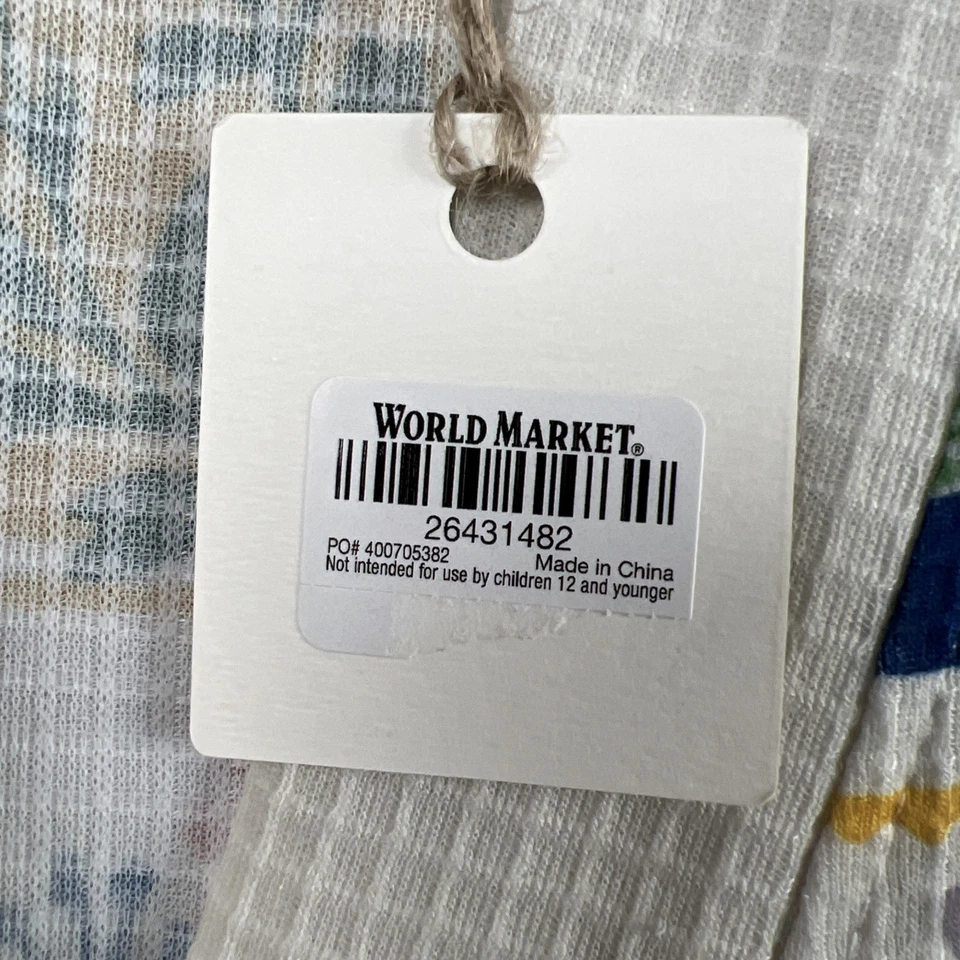 WORLD MARKET®
26431482
PO# 400705382 Made in China
Not intended for use by children 12 and younger